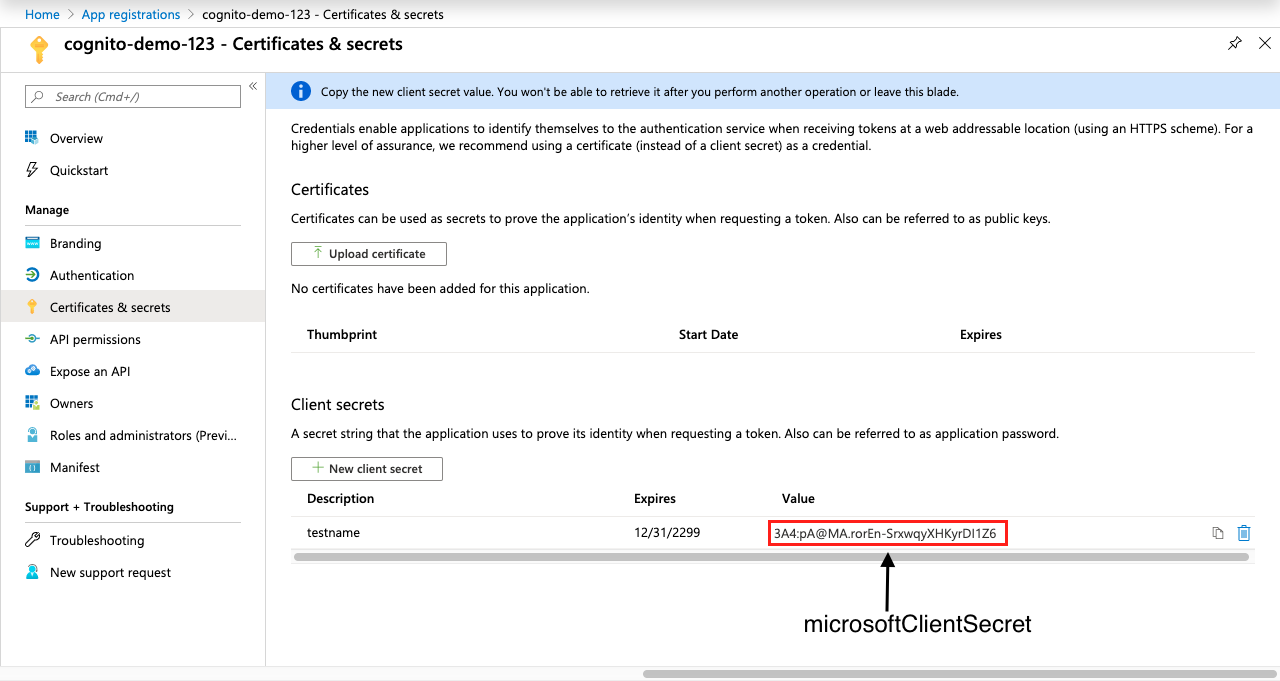 Home > App registrations > cognito-demo-123 - Certificates & secrets
cognito-demo-123 - Certificates & secrets
Search (Cmd+/)
Overview
Quickstart
Manage
Branding
Authentication
Certificates & secrets
API permissions
Expose an API
Owners
Roles and administrators (Previ...
Manifest
Support + Troubleshooting
Troubleshooting
New support request
Copy the new client secret value. You won't be able to retrieve it after you perform another operation or leave this blade.
Credentials enable applications to identify themselves to the authentication service when receiving tokens at a web addressable location (using an HTTPS scheme). For a
higher level of assurance, we recommend using a certificate (instead of a client secret) as a credential.
Certificates
Certificates can be used as secrets to prove the application's identity when requesting a token. Also can be referred to as public keys.
Upload certificate
No certificates have been added for this application.
Thumbprint Start Date Expires
Client secrets
A secret string that the application uses to prove its identity when requesting a token. Also can be referred to as application password.
New client secret
Description Expires Value
testname 12/31/2299 3A4:pA@MA.rorEn-SrxwqyXHKyrDI1Z6
microsoftClientSecret